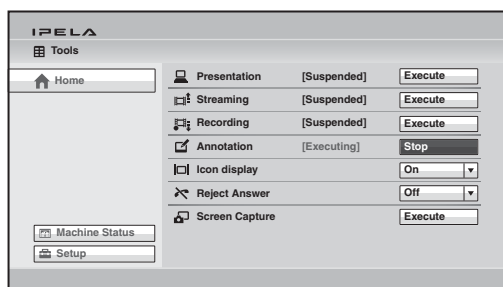 IPELA
Tools
Home
Presentation [Suspended] Execute
Streaming [Suspended] Execute
Recording [Suspended] Execute
Annotation [Executing] Stop
Icon display On
Reject Answer Off
Screen Capture Execute
Machine Status
Setup